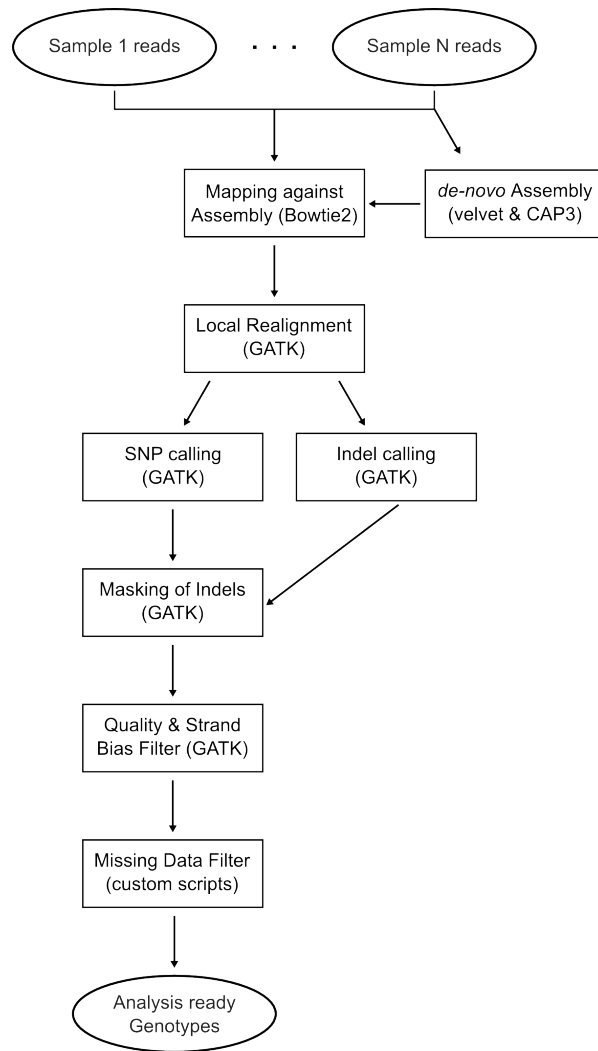 Sample 1 reads
. . .
Sample N reads
Mapping against
Assembly (Bowtie2)
de-novo Assembly
(velvet & CAP3)
Local Realignment
(GATK)
SNP calling
(GATK)
Indel calling
(GATK)
Masking of Indels
(GATK)
Quality & Strand
Bias Filter (GATK)
Missing Data Filter
(custom scripts)
Analysis ready
Genotypes